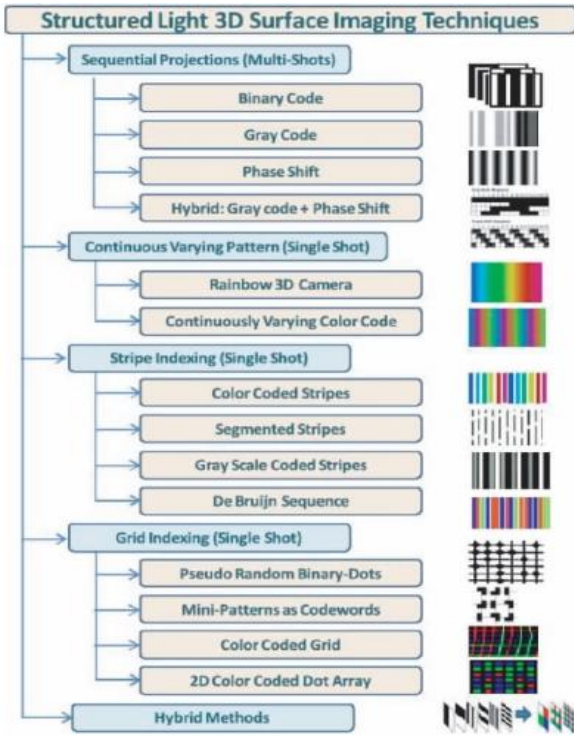 Structured Light 3D Surface Imaging Techniques
Sequential Projections (Multi-Shots)
Binary Code
Gray Code
Phase Shift
Hybrid: Gray code + Phase Shift
Continuous Varying Pattern (Single Shot)
Rainbow 3D Camera
Continuously Varying Color Code
Stripe Indexing (Single Shot)
Color Coded Stripes
Segmented Stripes
Gray Scale Coded Stripes
De Bruijn Sequence
Grid Indexing (Single Shot)
Pseudo Random Binary-Dots
Mini-Patterns as Codewords
Color Coded Grid
2D Color Coded Dot Array
Hybrid Methods